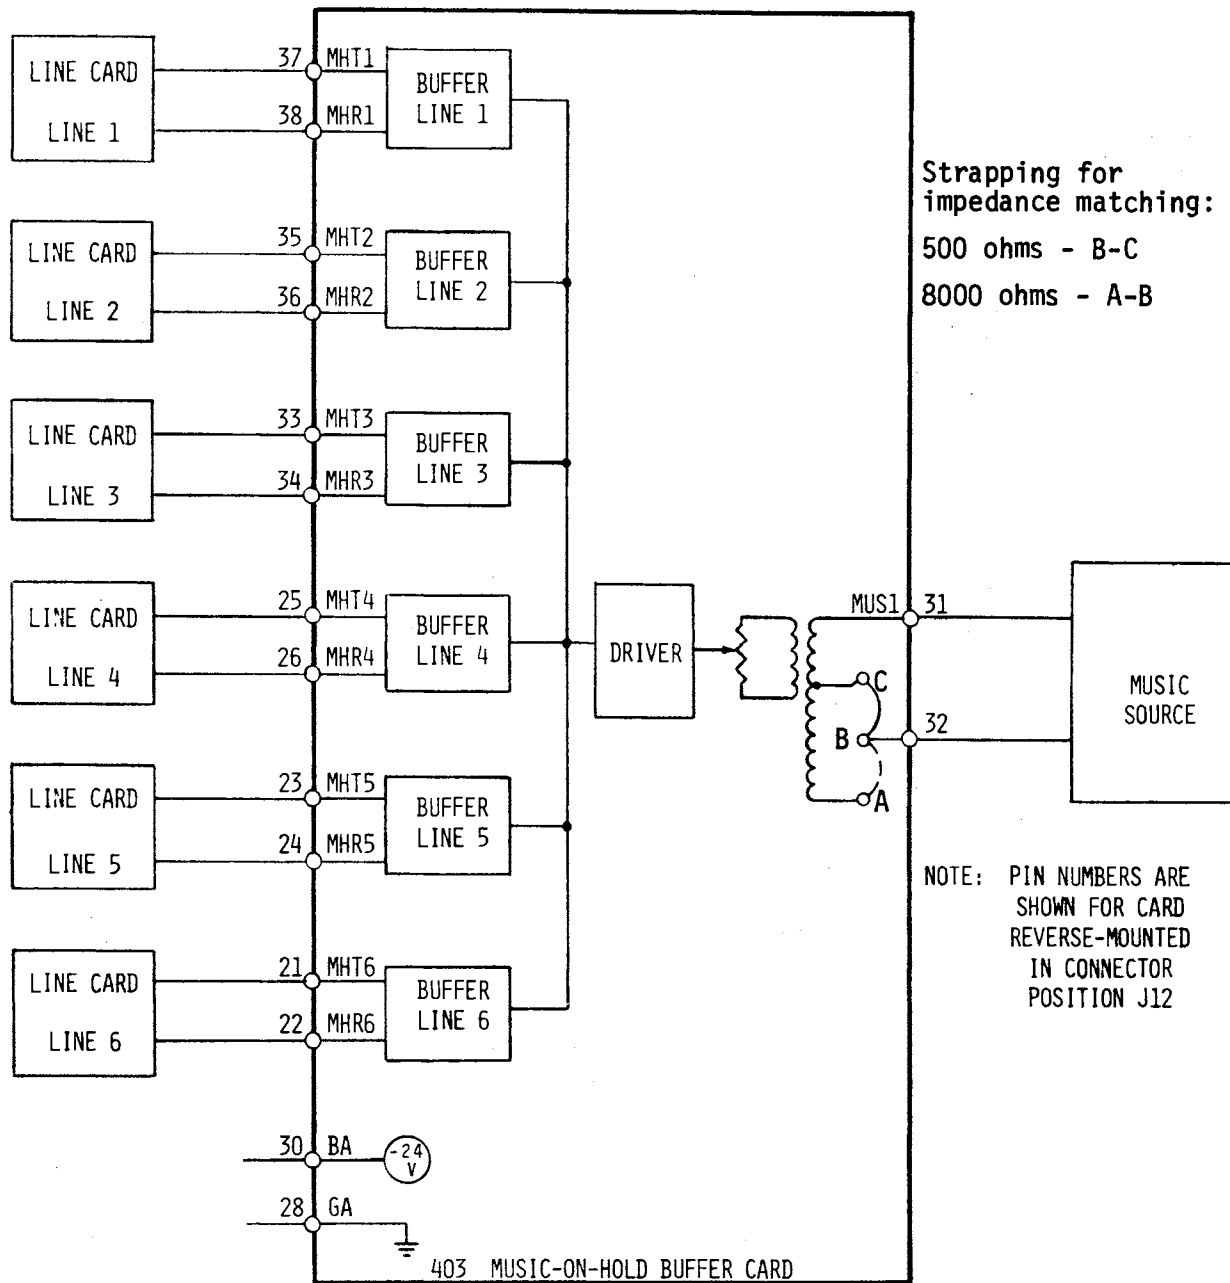 LINE CARD
LINE 1
37
MHT1
38
MHR1
BUFFER
LINE 1
LINE CARD
LINE 2
35
MHT2
36
MHR2
BUFFER
LINE 2
LINE CARD
LINE 3
33
MHT3
34
MHR3
BUFFER
LINE 3
LINE CARD
LINE 4
25
MHT4
26
MHR4
BUFFER
LINE 4
LINE CARD
LINE 5
23
MHT5
24
MHR5
BUFFER
LINE 5
LINE CARD
LINE 6
21
MHT6
22
MHR6
BUFFER
LINE 6
30
BA
-24
V
28
GA
DRIVER
MUS1
31
C
B
32
A
MUSIC
SOURCE
Strapping for
impedance matching:
500 ohms - B-C
8000 ohms - A-B
NOTE: PIN NUMBERS ARE
SHOWN FOR CARD
REVERSE-MOUNTED
IN CONNECTOR
POSITION J12
403 MUSIC-ON-HOLD BUFFER CARD